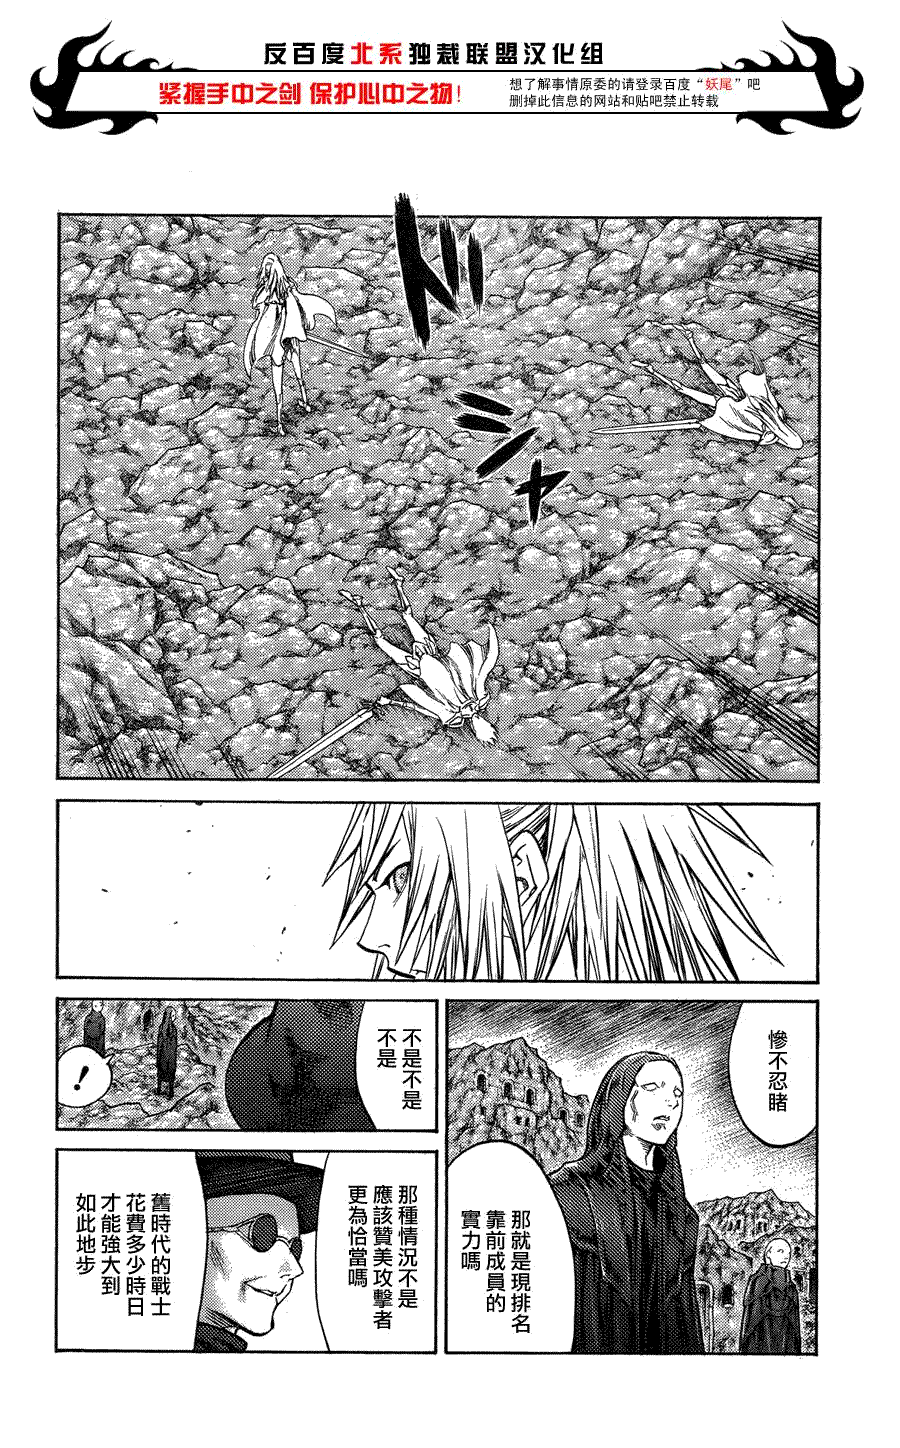 反百度北系独裁联盟汉化组
紧握手中之剑 保护心中之物!
想了解事情原委的请登录百度“妖尾”吧
删掉此信息的网站和贴吧禁止转载
ドドッ
ドッ
慘不忍睹
那就是現排名
靠前成員的
實力嗎
不是不是
不是
!
那種情況不是
應該贊美攻擊者
更為恰當嗎
舊時代的戰士
花費多少時日
才能強大到
如此地步